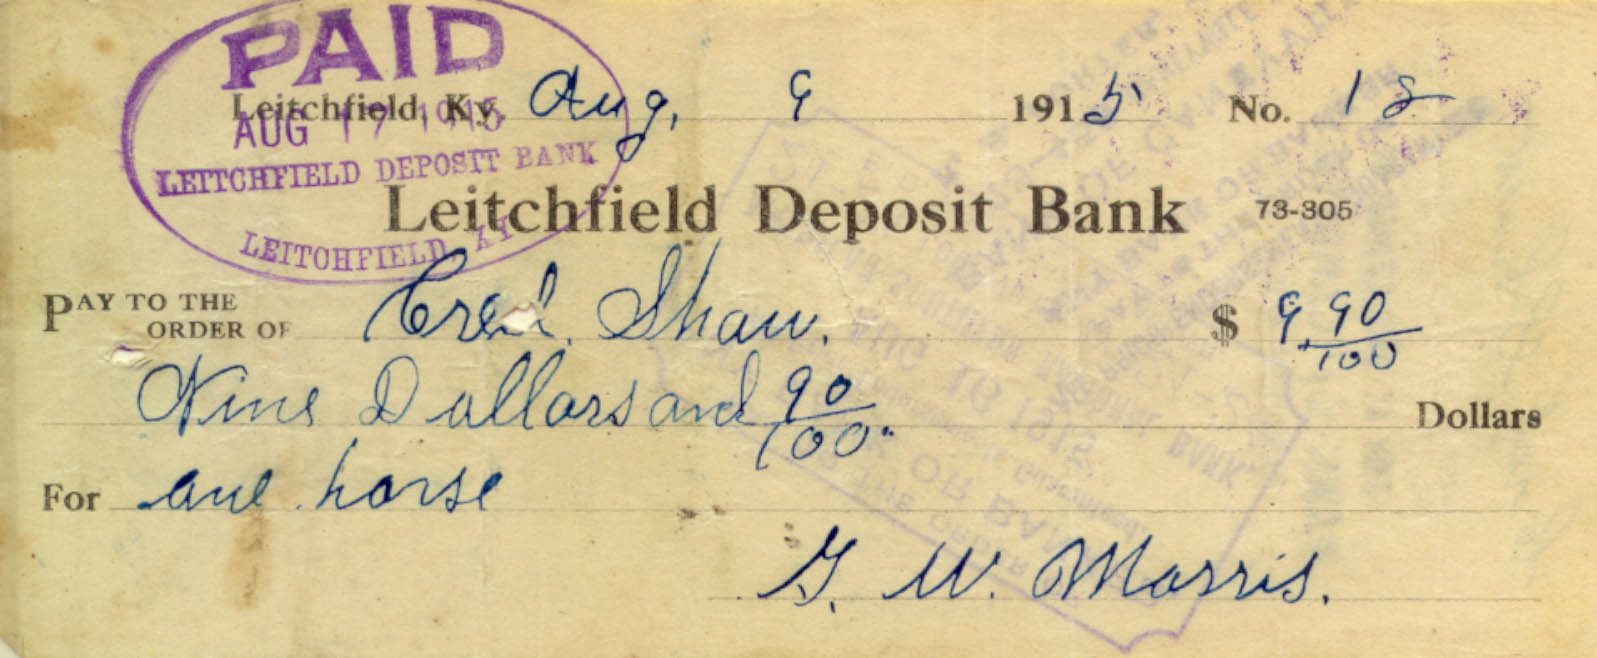 PAID
Leitchfield, Ky. Aug, 9 1915 No. 12
AUG 17 1915
LEITCHFIELD DEPOSIT BANK
Leitchfield Deposit Bank 73-305
LEITCHFIELD KY
PAY TO THE
ORDER OF Cred. Shaw. $ 9 90/100
Nine Dollars and 90/100. Dollars
For one horse
G. W. Morris.